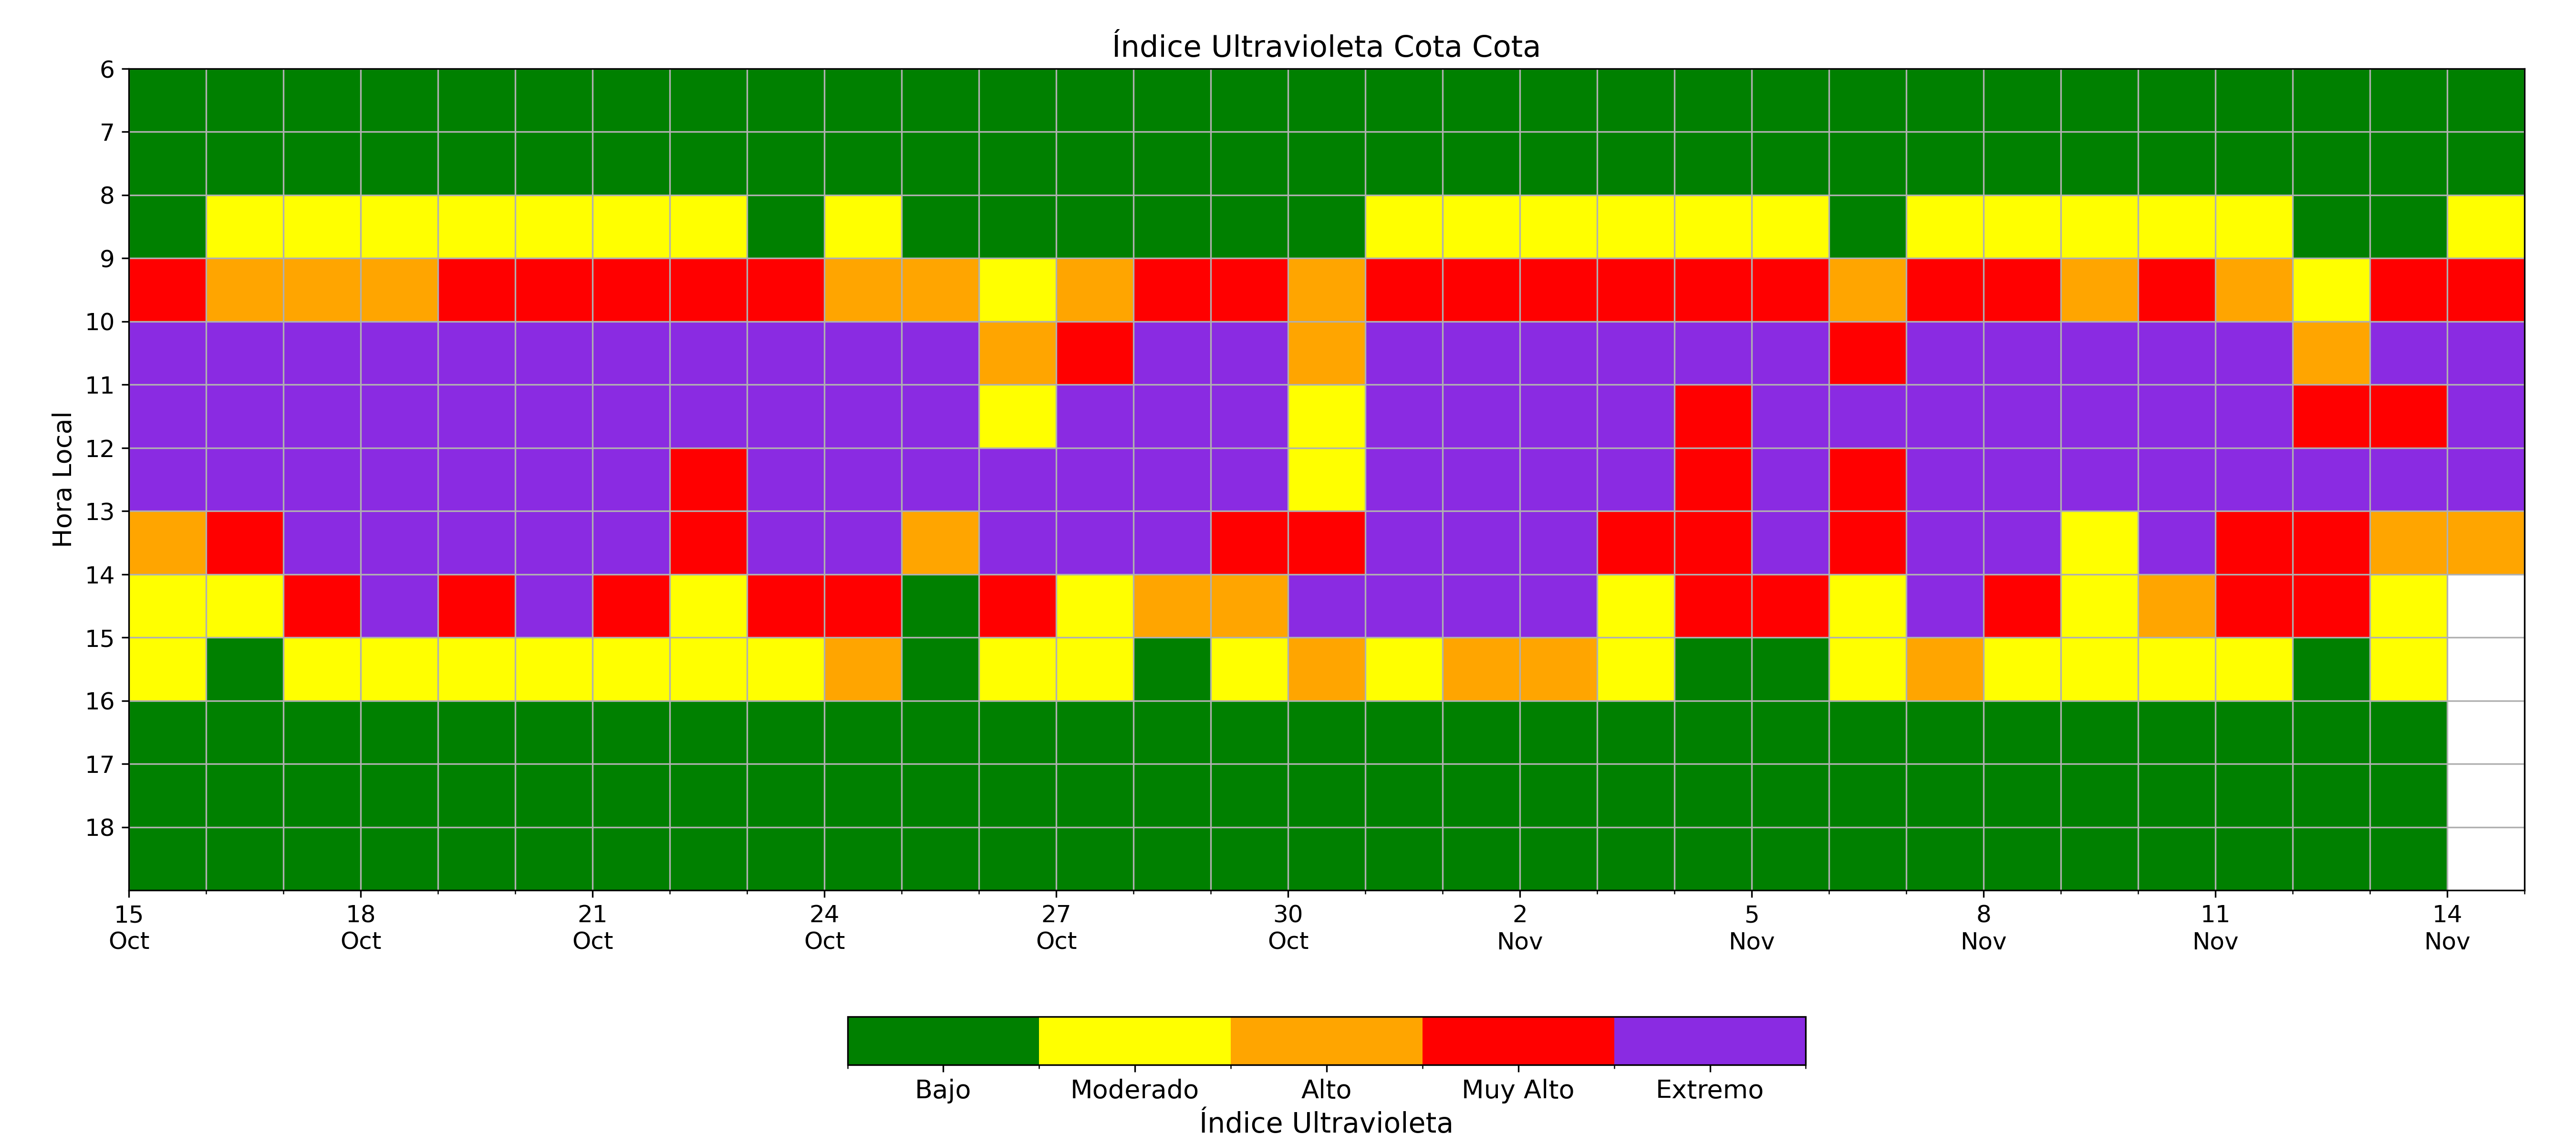 Índice Ultravioleta Cota Cota
Hora Local
6
7
8
9
10
11
12
13
14
15
16
17
18
15 18 21 24 27 30 2 5 8 11 14
Oct Oct Oct Oct Oct Oct Nov Nov Nov Nov Nov
Bajo Moderado Alto Muy Alto Extremo
Índice Ultravioleta